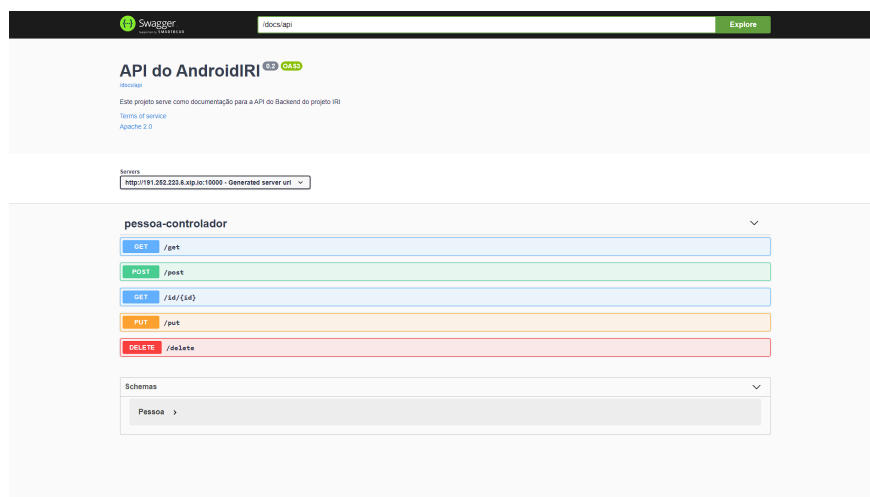 Swagger
Supported by SMARTBEAR
/docs/api
Explore
API do AndroidIRI 0.2 OAS3
/docs/api
Este projeto serve como documentação para a API do Backend do projeto IRI
Terms of service
Apache 2.0
Servers
http://191.252.223.6.xip.io:10000 - Generated server url
pessoa-controlador
GET /get
POST /post
GET /id/{id}
PUT /put
DELETE /delete
Schemas
Pessoa